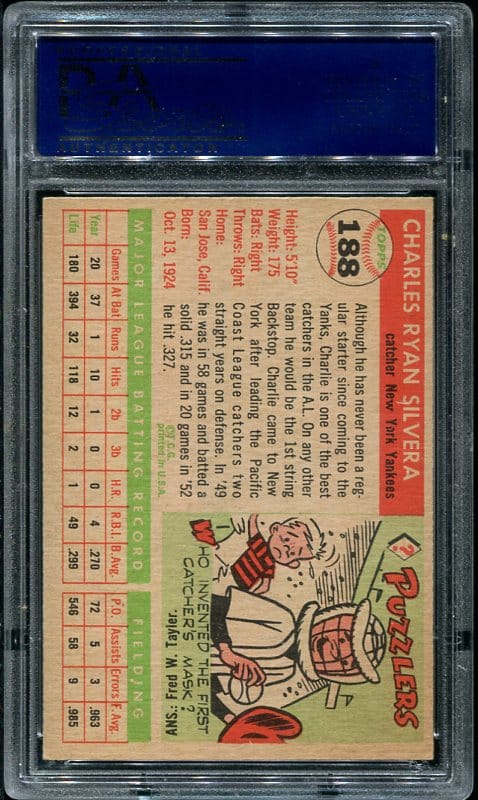 AUTHENTICATOR
TOPPS
188
CHARLES RYAN SILVERA
catcher New York Yankees
Height: 5'10"
Weight: 175
Bats: Right
Throws: Right
Home:
San Jose, Calif.
Born:
Oct. 13, 1924
Although he has never been a reg-
ular starter since coming to the
Yanks, Charlie is one of the best
catchers in the A.L. On any other
team he would be the 1st string
Backstop. Charlie came to New
York after leading the Pacific
Coast League catchers two
straight years on defense. In '49
he was in 58 games and batted a
solid .315 and in 20 games in '52
he hit .327.
©T.C.G.
printed in U.S.A.
?
PUZZLERS
WHO INVENTED THE FIRST
CATCHER'S MASK?
ANS.: Fred W. Tayler.
MAJOR LEAGUE BATTING RECORD FIELDING
Games At Bat Runs Hits 2b 3b H.R. R.B.I. B.Avg. P.O. Assists Errors F. Avg.
Year 20 37 1 10 1 0 0 4 .270 72 5 3 .963
Life 180 394 32 118 12 2 1 49 .299 546 58 9 .985